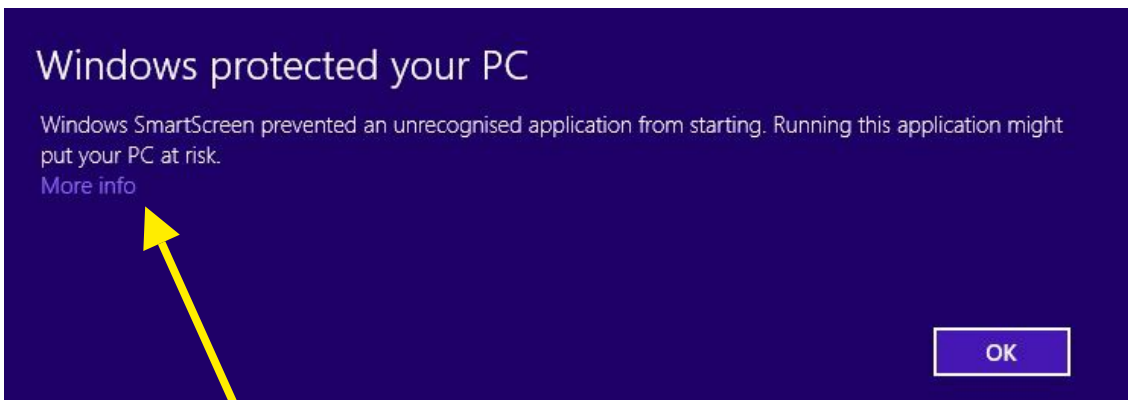 Windows protected your PC
Windows SmartScreen prevented an unrecognised application from starting. Running this application might
put your PC at risk.
More info
OK